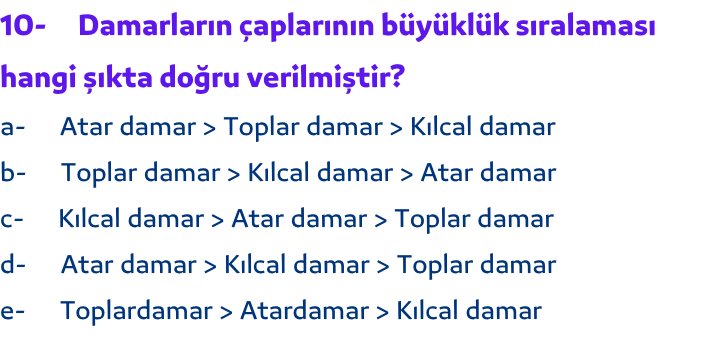 10- Damarların çaplarının büyüklük sıralaması
hangi şıkta doğru verilmiştir?
a- Atar damar > Toplar damar > Kılcal damar
b- Toplar damar > Kılcal damar > Atar damar
c- Kılcal damar > Atar damar > Toplar damar
d- Atar damar > Kılcal damar > Toplar damar
e- Toplardamar > Atardamar > Kılcal damar